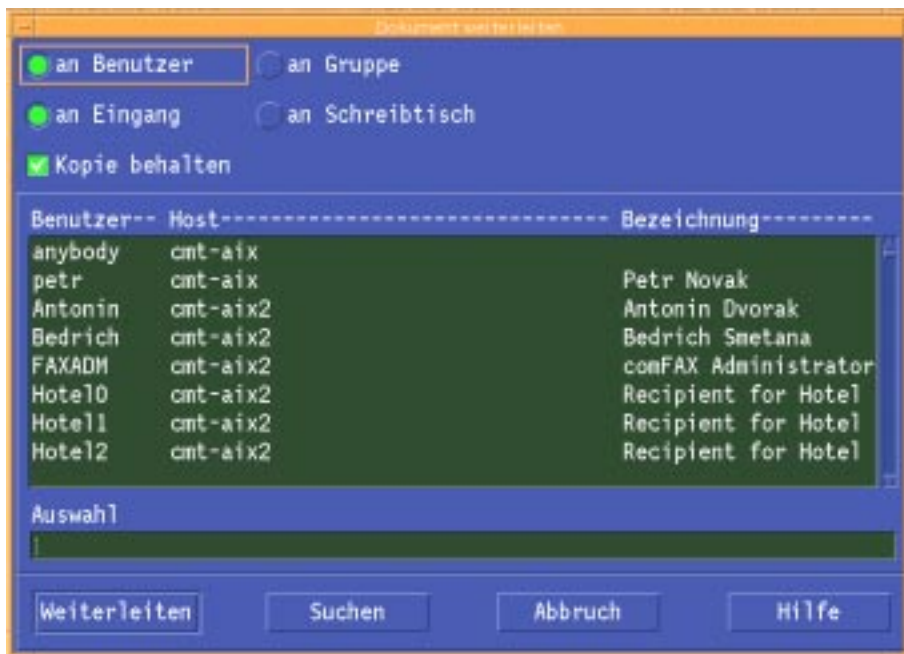 Dokument weiterleiten
an Benutzer an Gruppe
an Eingang an Schreibtisch
Kopie behalten
Benutzer-- Host-------------------------------- Bezeichnung---------
anybody cmt-aix
petr cmt-aix Petr Novak
Antonin cmt-aix2 Antonin Dvorak
Bedrich cmt-aix2 Bedrich Smetana
FAXADM cmt-aix2 comFAX Administrator
Hotel0 cmt-aix2 Recipient for Hotel
Hotel1 cmt-aix2 Recipient for Hotel
Hotel2 cmt-aix2 Recipient for Hotel
Auswahl
Weiterleiten Suchen Abbruch Hilfe